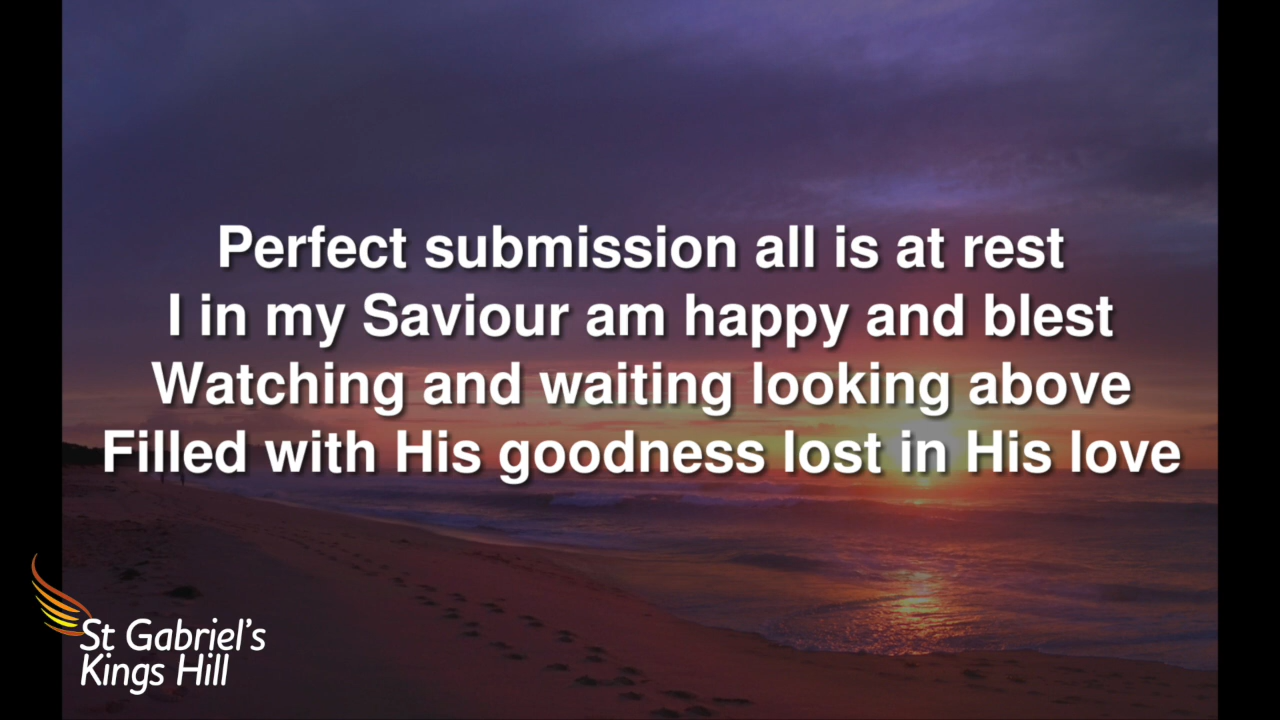 Perfect submission all is at rest
I in my Saviour am happy and blest
Watching and waiting looking above
Filled with His goodness lost in His love
St Gabriel's
Kings Hill